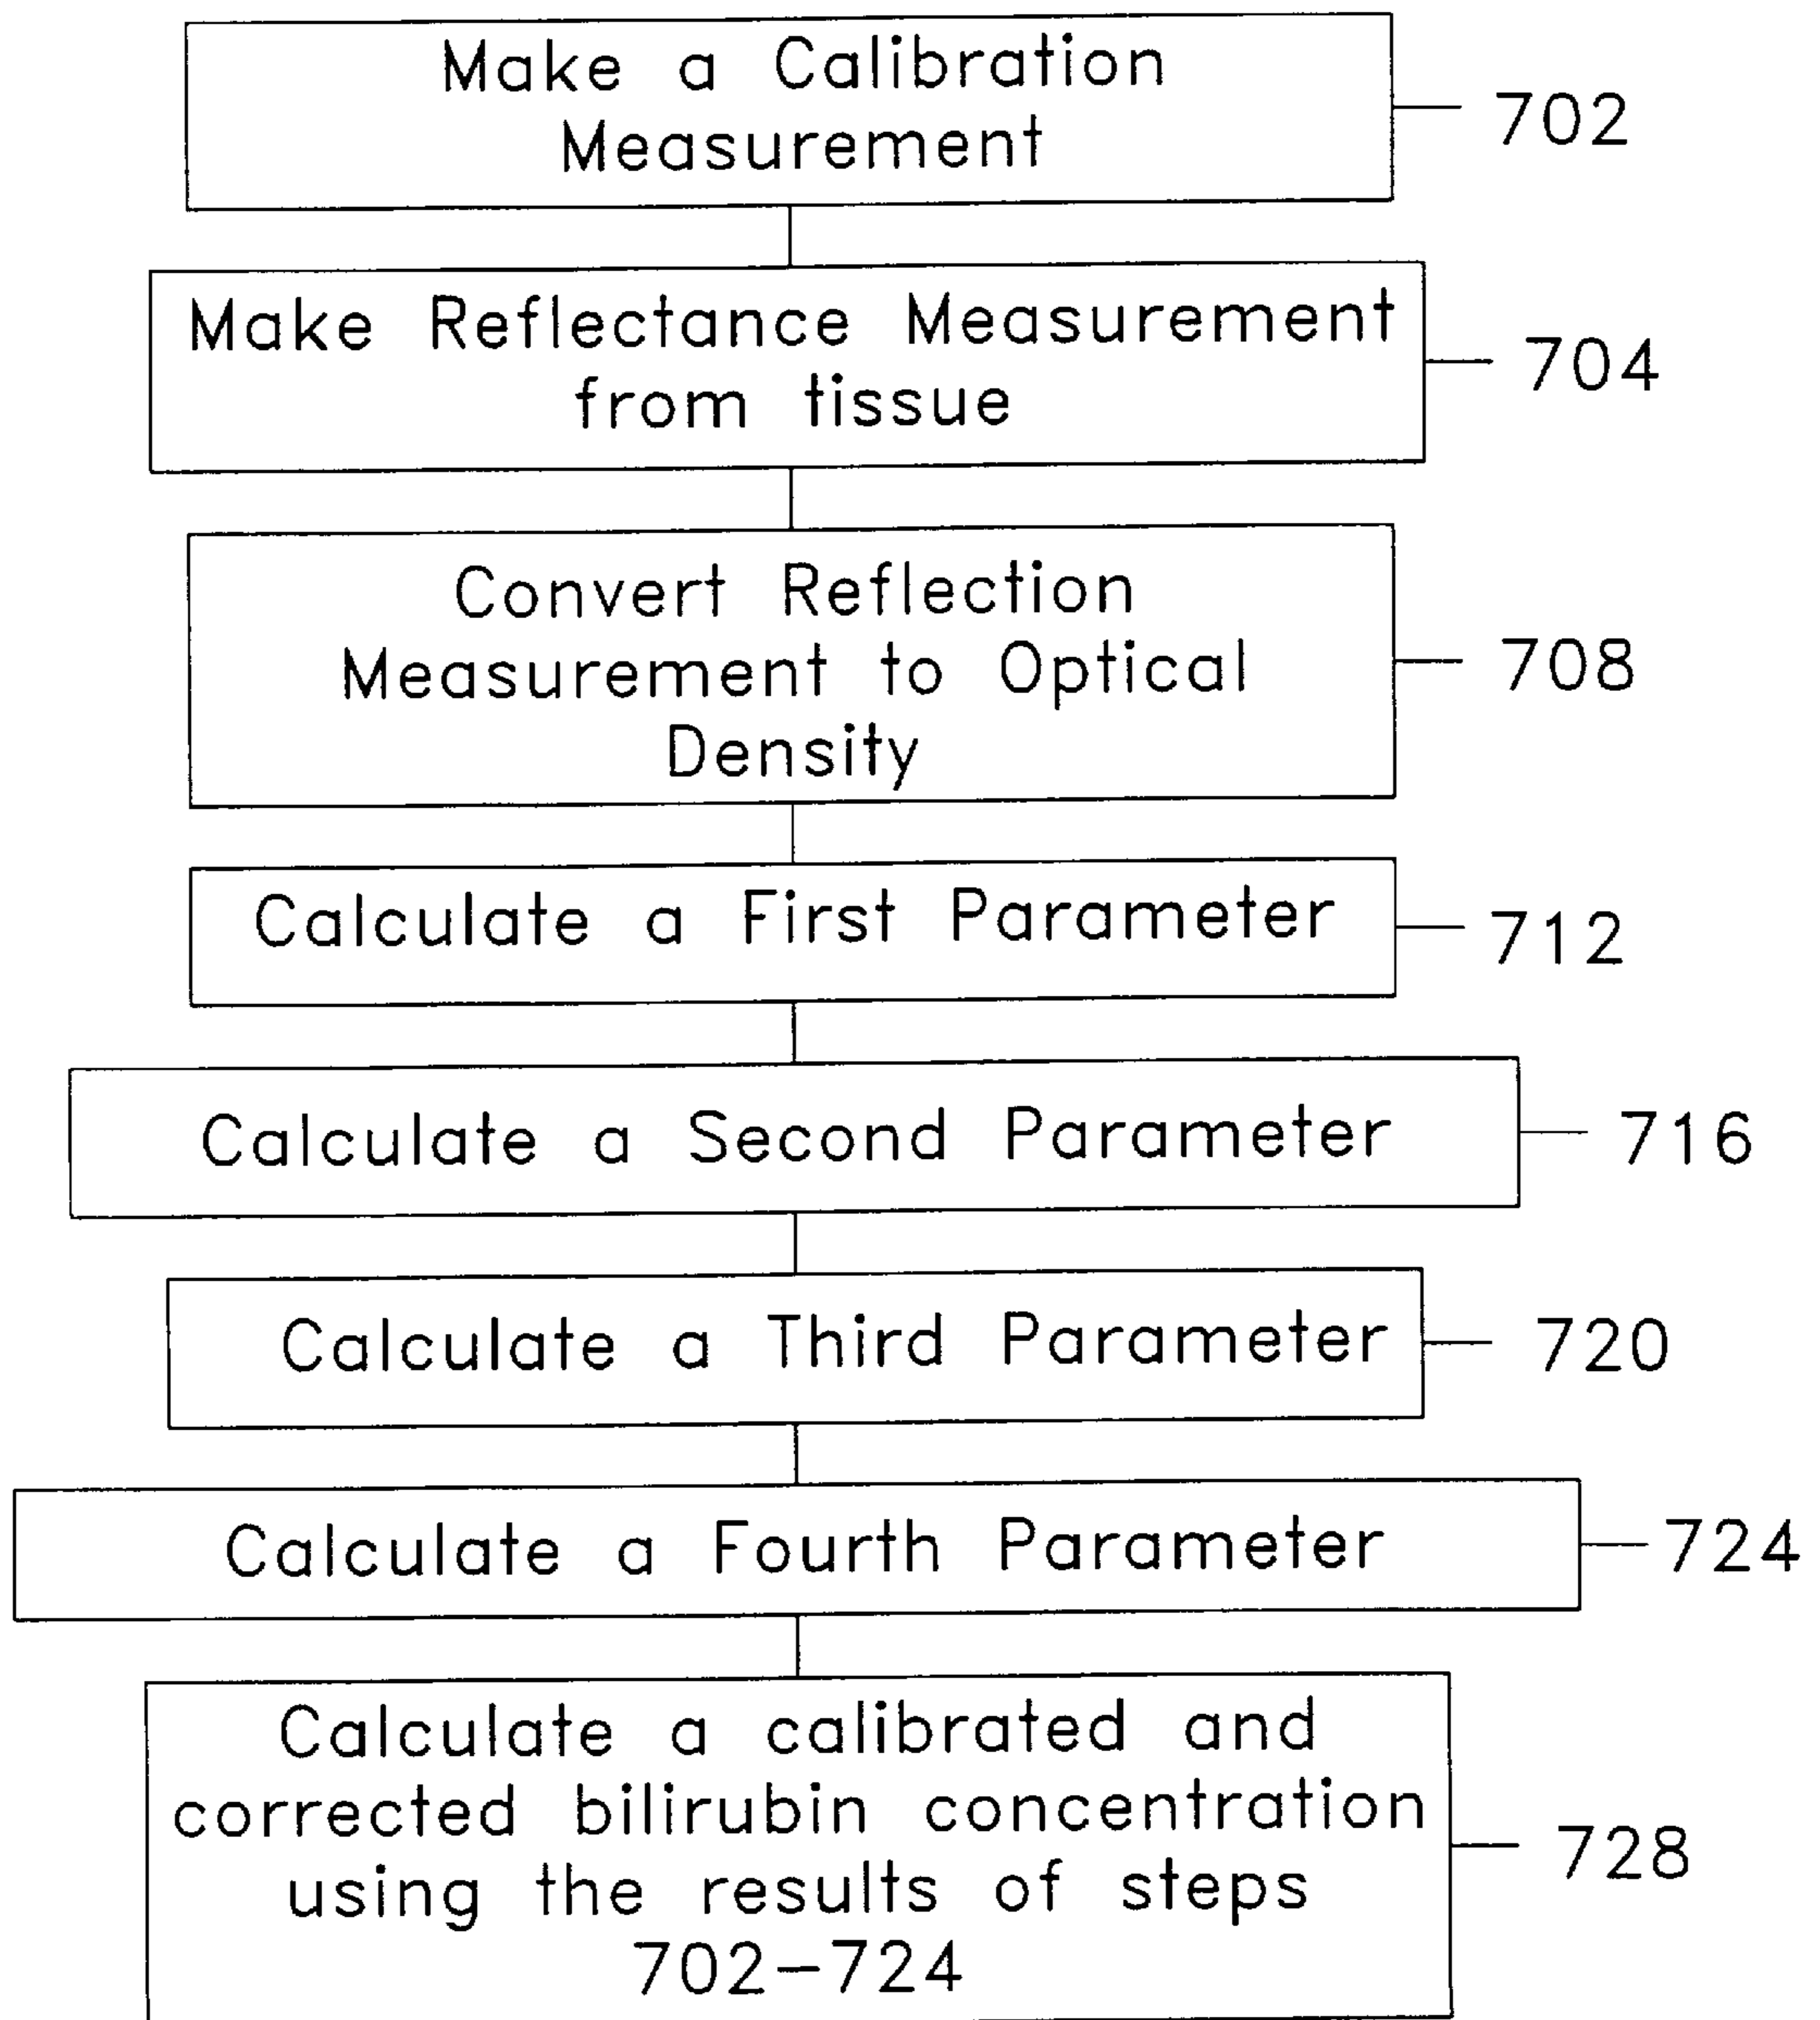 Make a Calibration
Measurement
702
Make Reflectance Measurement
from tissue
704
Convert Reflection
Measurement to Optical
Density
708
Calculate a First Parameter
712
Calculate a Second Parameter
716
Calculate a Third Parameter
720
Calculate a Fourth Parameter
724
Calculate a calibrated and
corrected bilirubin concentration
using the results of steps
702-724
728